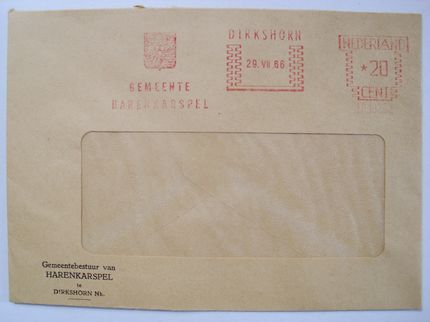 GEMEENTE
HARENKARSPEL
DIRKSHORN
29.VII.66
NEDERLAND
*20
CENT
Gemeentebestuur van
HARENKARSPEL
te
DIRKSHORN Nh.